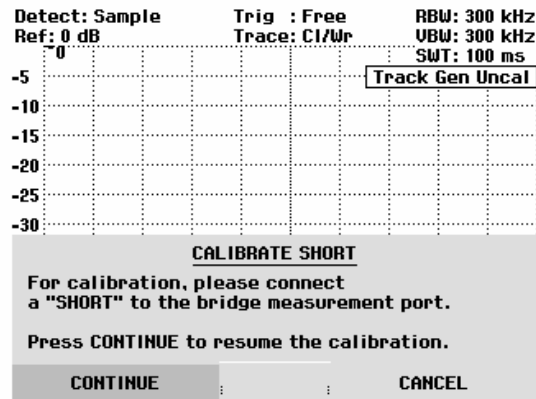 Detect: Sample Trig : Free RBW: 300 kHz
Ref: 0 dB Trace: Cl/Wr VBW: 300 kHz
0 SWT: 100 ms
-5 Track Gen Uncal
-10
-15
-20
-25
-30
CALIBRATE SHORT
For calibration, please connect
a "SHORT" to the bridge measurement port.
Press CONTINUE to resume the calibration.
CONTINUE CANCEL